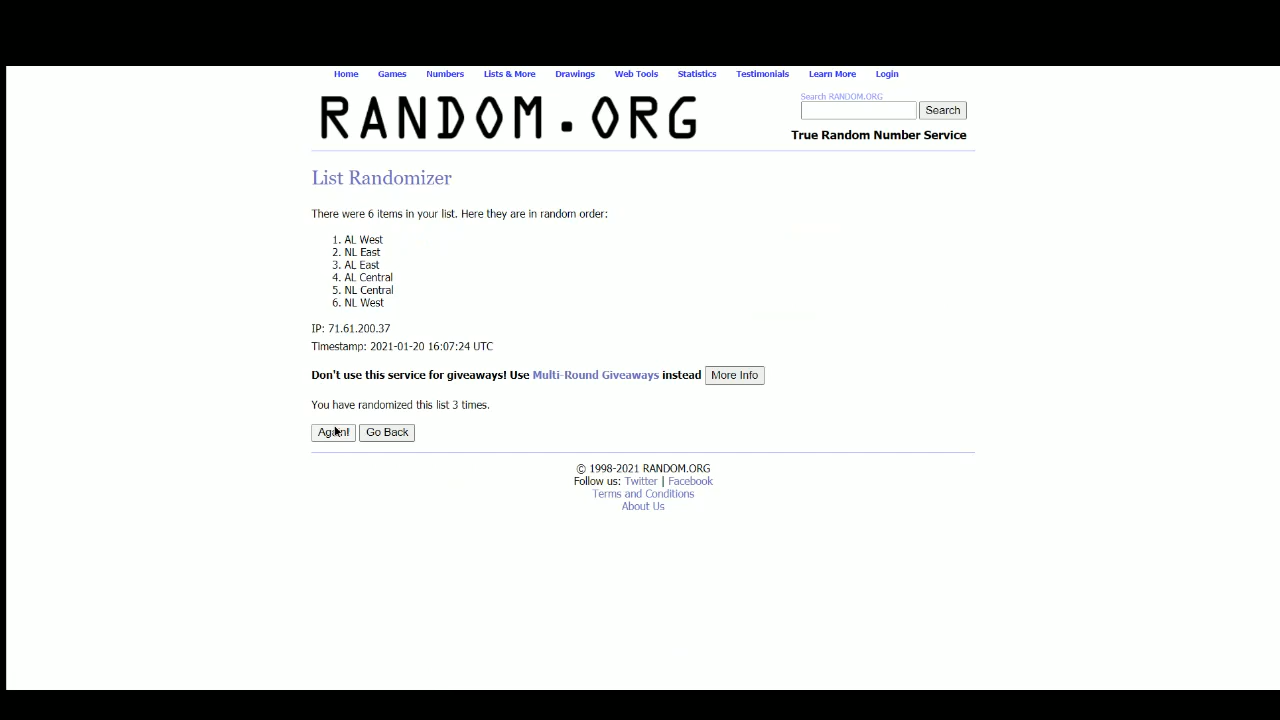 Home Games Numbers Lists & More Drawings Web Tools Statistics Testimonials Learn More Login
RANDOM.ORG
Search RANDOM.ORG
Search
True Random Number Service
List Randomizer
There were 6 items in your list. Here they are in random order:
1. AL West
2. NL East
3. AL East
4. AL Central
5. NL Central
6. NL West
IP: 71.61.200.37
Timestamp: 2021-01-20 16:07:24 UTC
Don't use this service for giveaways! Use Multi-Round Giveaways instead More Info
You have randomized this list 3 times.
Again! Go Back
© 1998-2021 RANDOM.ORG
Follow us: Twitter | Facebook
Terms and Conditions
About Us